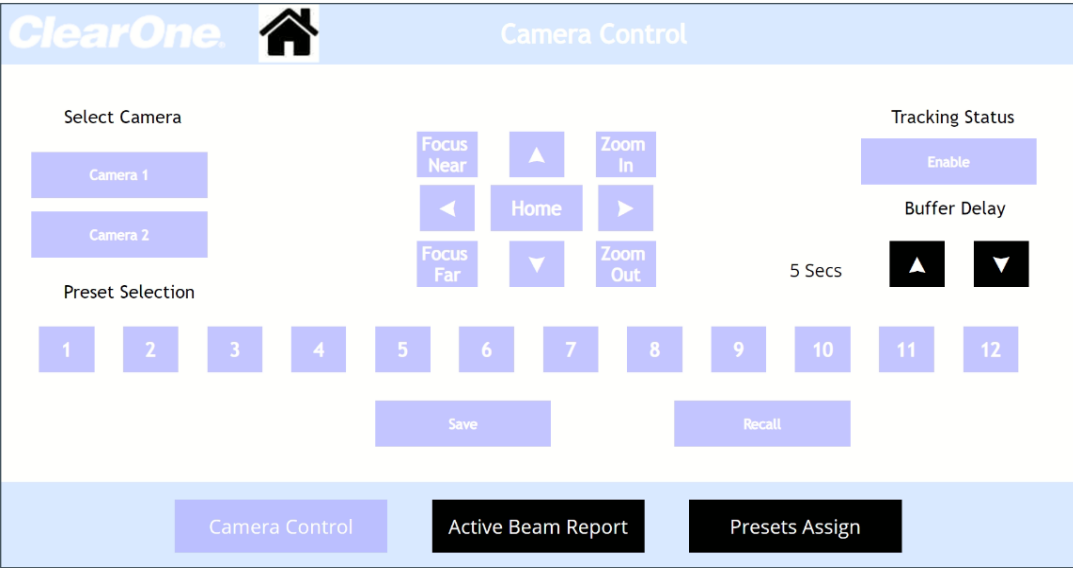 ClearOne.
Camera Control
Select Camera
Tracking Status
Camera 1
Camera 2
Focus
Near
Zoom
In
Home
Focus
Far
Zoom
Out
Enable
Buffer Delay
5 Secs
Preset Selection
1 2 3 4 5 6 7 8 9 10 11 12
Save Recall
Camera Control Active Beam Report Presets Assign